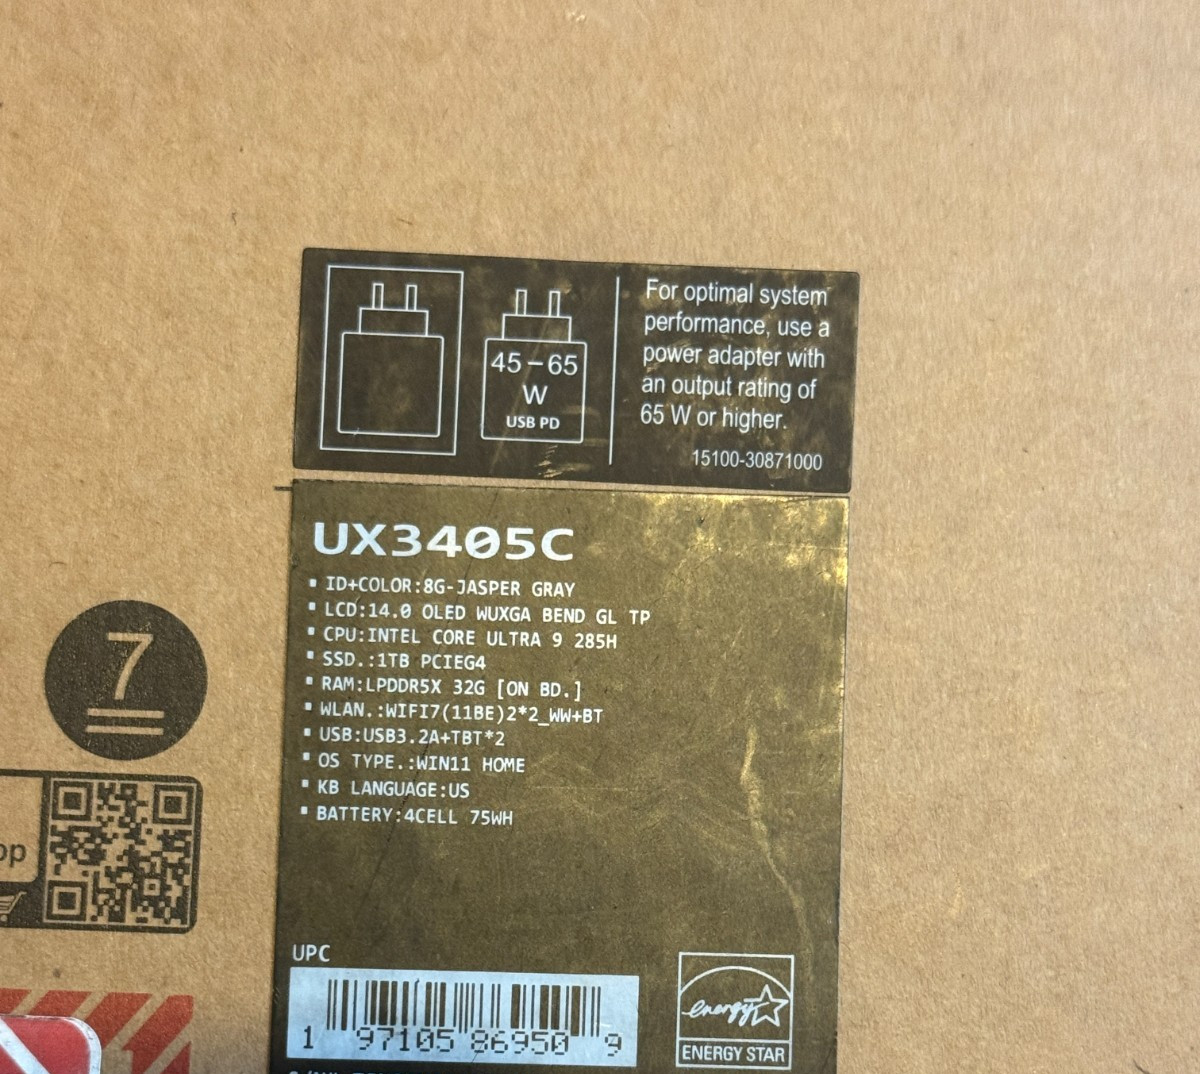 45-65
W
USB PD
For optimal system
performance, use a
power adapter with
an output rating of
65 W or higher.
15100-30871000
UX3405C
▪ ID+COLOR:8G-JASPER GRAY
▪ LCD:14.0 OLED WUXGA BEND GL TP
▪ CPU:INTEL CORE ULTRA 9 285H
▪ SSD.:1TB PCIEG4
▪ RAM:LPDDR5X 32G [ON BD.]
▪ WLAN.:WIFI7(11BE)2*2_WW+BT
▪ USB:USB3.2A+TBT*2
▪ OS TYPE.:WIN11 HOME
▪ KB LANGUAGE:US
▪ BATTERY:4CELL 75WH
7
op
UPC
1 97105 86950 9
energy
ENERGY STAR